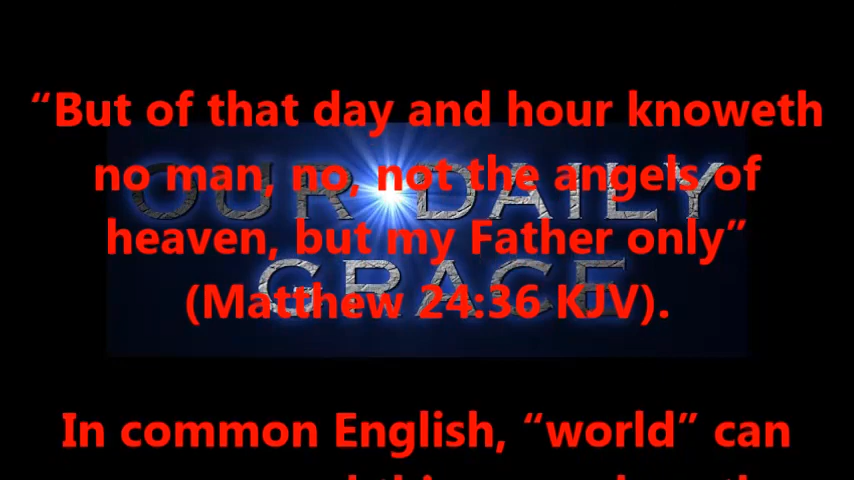 “But of that day and hour knoweth
no man, no, not the angels of
heaven, but my Father only”
(Matthew 24:36 KJV).
OUR DAILY
GRACE
In common English, “world” can